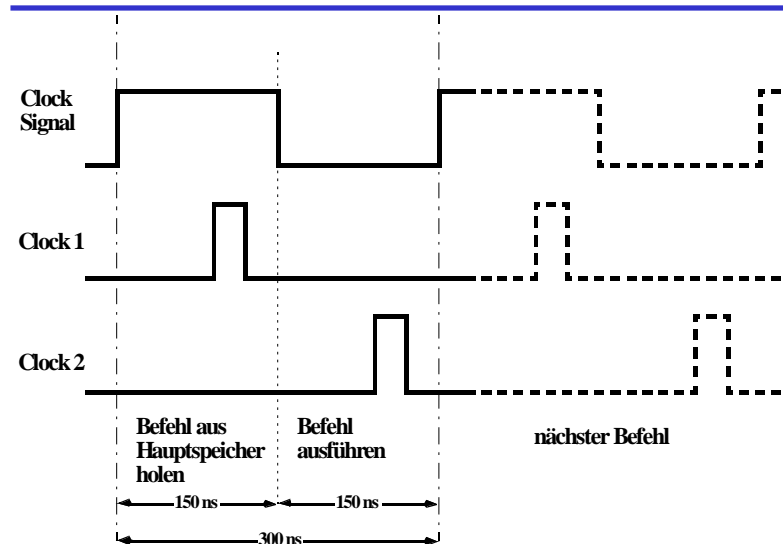 Clock
Signal
Clock 1
Clock 2
Befehl aus
Hauptspeicher
holen
Befehl
ausführen
nächster Befehl
150 ns
150 ns
300 ns